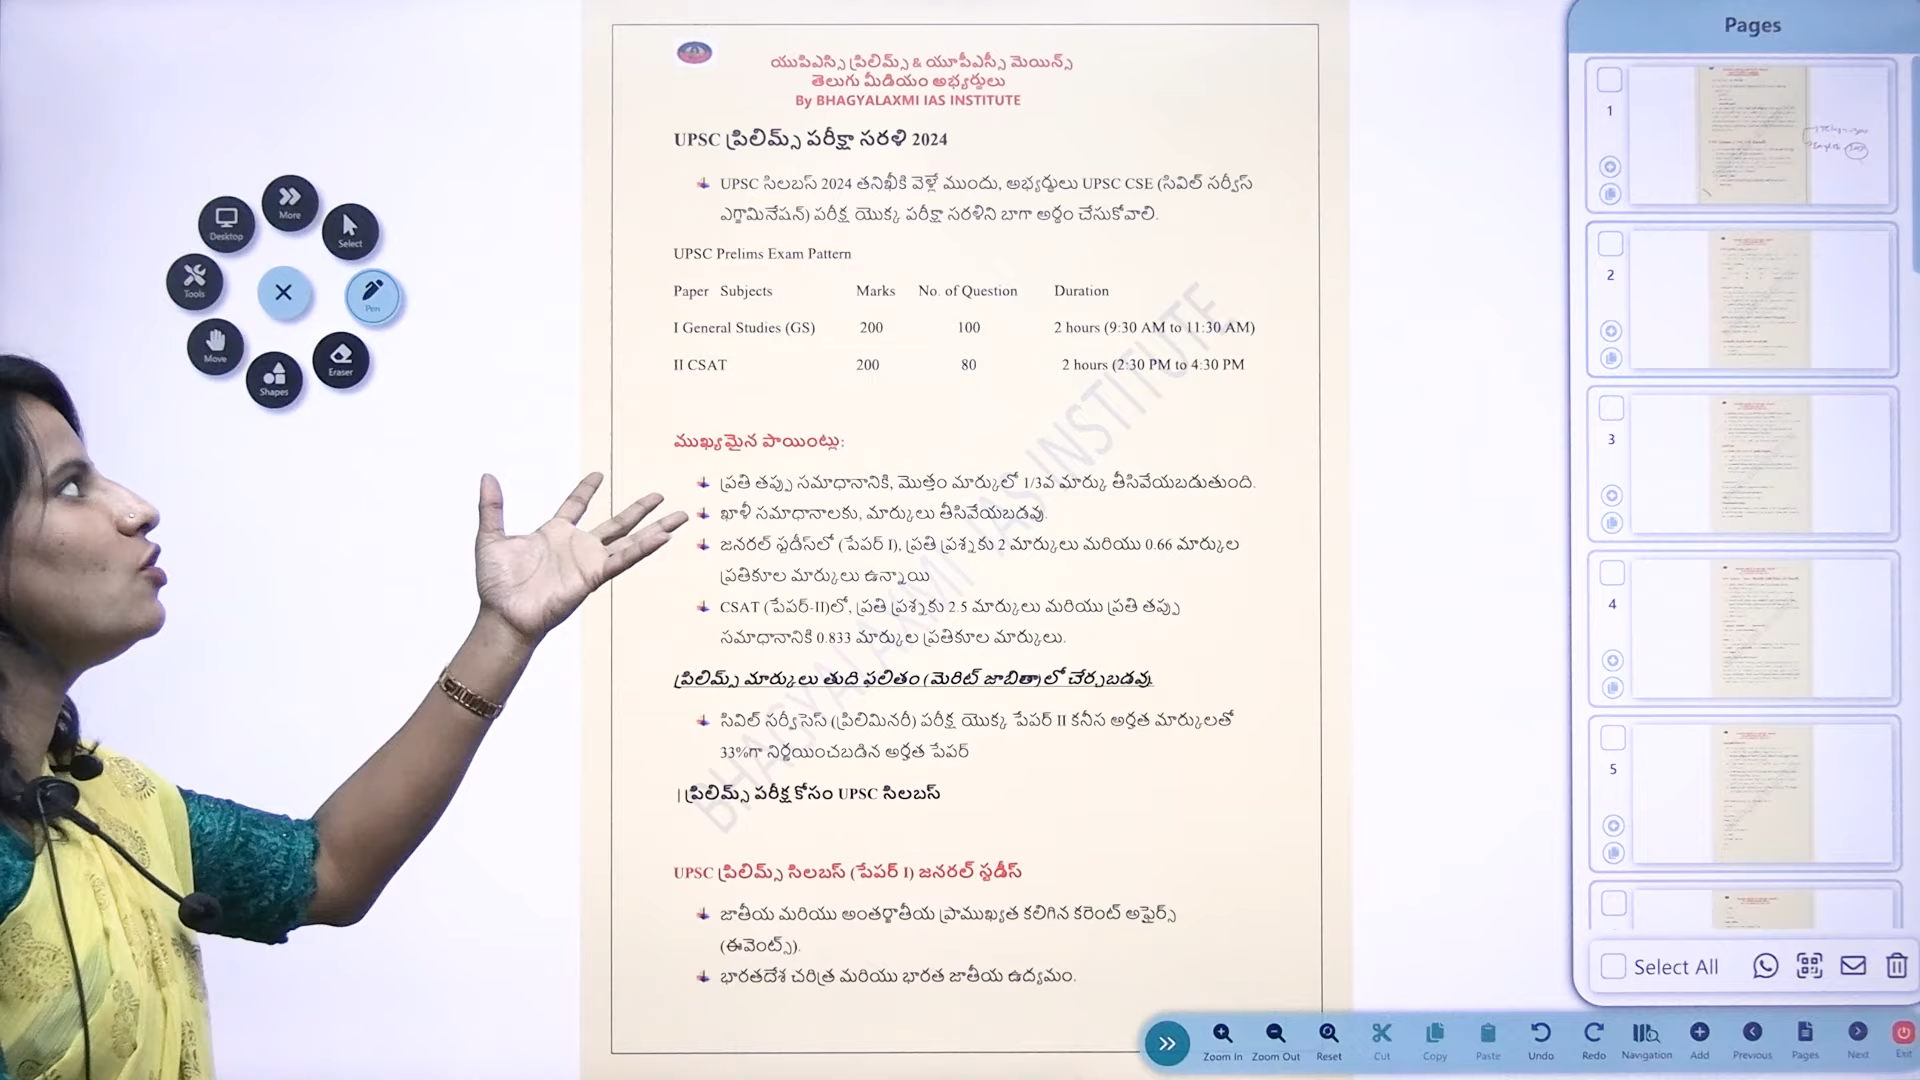 యుపిఎస్సి ప్రిలిమ్స్ & యూపీఎస్సీ మెయిన్స్
తెలుగు మీడియం అభ్యర్థులు
By BHAGYALAXMI IAS INSTITUTE
UPSC ప్రిలిమ్స్ పరీక్షా సరళి 2024
UPSC సిలబస్ 2024 తనిఖీకి వెళ్లే ముందు, అభ్యర్థులు UPSC CSE (సివిల్ సర్వీస్
ఎగ్జామినేషన్) పరీక్ష యొక్క పరీక్షా సరళిని బాగా అర్థం చేసుకోవాలి.
UPSC Prelims Exam Pattern
Paper Subjects Marks No. of Question Duration
I General Studies (GS) 200 100 2 hours (9:30 AM to 11:30 AM)
II CSAT 200 80 2 hours (2:30 PM to 4:30 PM
ముఖ్యమైన పాయింట్లు:
ప్రతి తప్పు సమాధానానికి, మొత్తం మార్కులో 1/3వ మార్కు తీసివేయబడుతుంది.
ఖాళీ సమాధానాలకు, మార్కులు తీసివేయబడవు.
జనరల్ స్టడీస్‌లో (పేపర్ I), ప్రతి ప్రశ్నకు 2 మార్కులు మరియు 0.66 మార్కుల
ప్రతికూల మార్కులు ఉన్నాయి
CSAT (పేపర్-II)లో, ప్రతి ప్రశ్నకు 2.5 మార్కులు మరియు ప్రతి తప్పు
సమాధానానికి 0.833 మార్కుల ప్రతికూల మార్కులు.
ప్రిలిమ్స్ మార్కులు తుది ఫలితం (మెరిట్ జాబితా)లో చేర్చబడవు
సివిల్ సర్వీసెస్ (ప్రిలిమినరీ) పరీక్ష యొక్క పేపర్ II కనీస అర్హత మార్కులతో
33%గా నిర్ణయించబడిన అర్హత పేపర్
| ప్రిలిమ్స్ పరీక్ష కోసం UPSC సిలబస్
UPSC ప్రిలిమ్స్ సిలబస్ (పేపర్ I) జనరల్ స్టడీస్
జాతీయ మరియు అంతర్జాతీయ ప్రాముఖ్యత కలిగిన కరెంట్ అఫైర్స్
(ఈవెంట్స్).
భారతదేశ చరిత్ర మరియు భారత జాతీయ ఉద్యమం.
BHAGYALAXMI IAS INSTITUTE
More
Desktop
Select
Tools
Pen
Move
Eraser
Shapes
Pages
1
2
3
4
5
Select All
Zoom In Zoom Out Reset Cut Copy Paste Undo Redo Navigation Add Previous Pages Next Exit